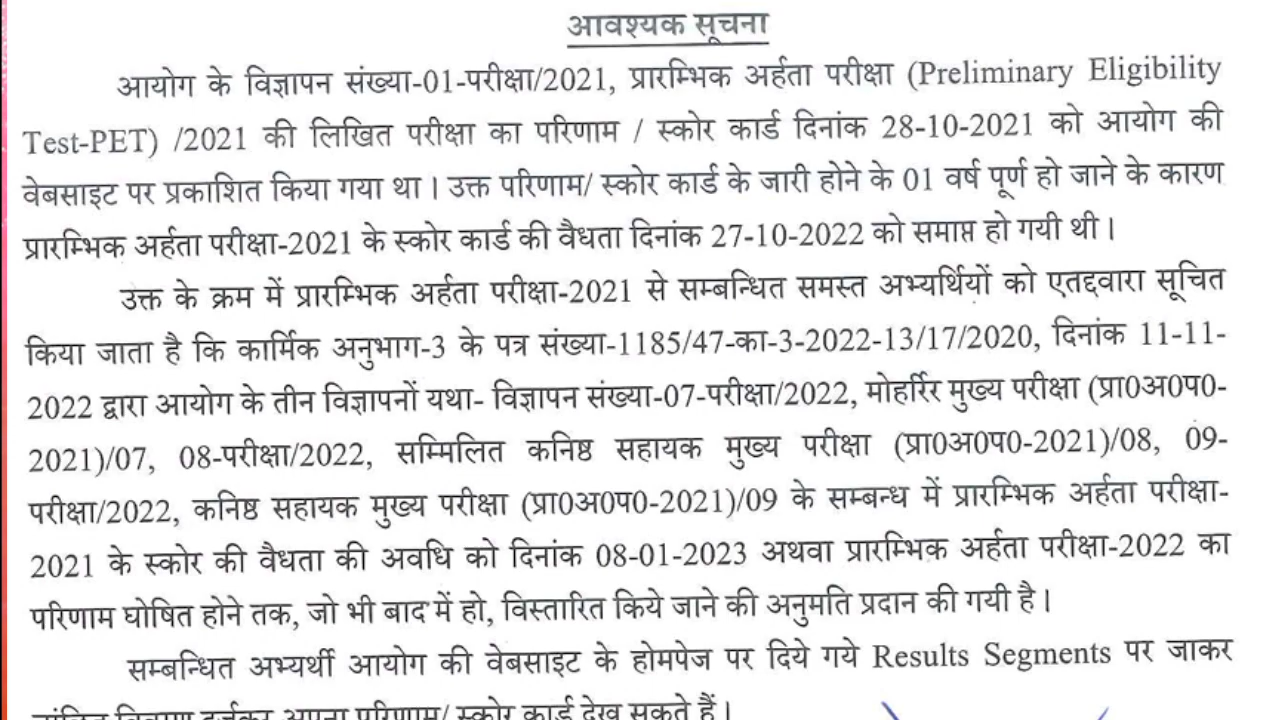 आवश्यक सूचना
आयोग के विज्ञापन संख्या-01-परीक्षा/2021, प्रारम्भिक अर्हता परीक्षा (Preliminary Eligibility
Test-PET) /2021 की लिखित परीक्षा का परिणाम / स्कोर कार्ड दिनांक 28-10-2021 को आयोग की
वेबसाइट पर प्रकाशित किया गया था। उक्त परिणाम/ स्कोर कार्ड के जारी होने के 01 वर्ष पूर्ण हो जाने के कारण
प्रारम्भिक अर्हता परीक्षा-2021 के स्कोर कार्ड की वैधता दिनांक 27-10-2022 को समाप्त हो गयी थी।
उक्त के क्रम में प्रारम्भिक अर्हता परीक्षा-2021 से सम्बन्धित समस्त अभ्यर्थियों को एतद्दवारा सूचित
किया जाता है कि कार्मिक अनुभाग-3 के पत्र संख्या-1185/47-का-3-2022-13/17/2020, दिनांक 11-11-
2022 द्वारा आयोग के तीन विज्ञापनों यथा- विज्ञापन संख्या-07-परीक्षा/2022, मोहर्रिर मुख्य परीक्षा (प्रा0अ0प0-
2021)/07, 08-परीक्षा/2022, सम्मिलित कनिष्ठ सहायक मुख्य परीक्षा (प्रा0अ0प0-2021)/08, 09-
परीक्षा/2022, कनिष्ठ सहायक मुख्य परीक्षा (प्रा0अ0प0-2021)/09 के सम्बन्ध में प्रारम्भिक अर्हता परीक्षा-
2021 के स्कोर की वैधता की अवधि को दिनांक 08-01-2023 अथवा प्रारम्भिक अर्हता परीक्षा-2022 का
परिणाम घोषित होने तक, जो भी बाद में हो, विस्तारित किये जाने की अनुमति प्रदान की गयी है।
सम्बन्धित अभ्यर्थी आयोग की वेबसाइट के होमपेज पर दिये गये Results Segments पर जाकर
विवरण दर्जकर अपना परिणाम/ स्कोर कार्ड देख सकते हैं।